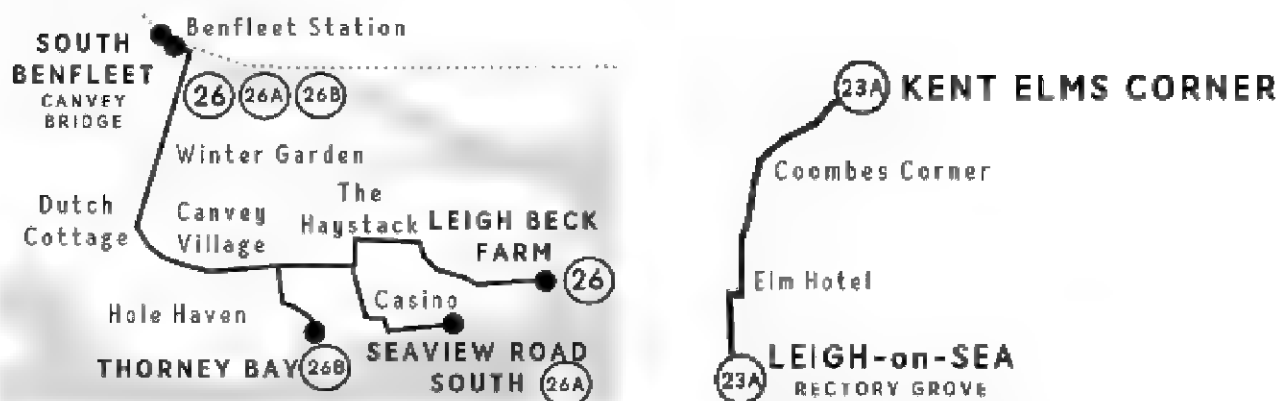 Benfleet Station
SOUTH
BENFLEET
CANVEY
BRIDGE
26 26A 26B
Winter Garden
Dutch
Cottage
Canvey
Village
The
Haystack
LEIGH BECK
FARM
26
Casino
Hole Haven
THORNEY BAY 26B
SEAVIEW ROAD
SOUTH 26A
23A KENT ELMS CORNER
Coombes Corner
Elm Hotel
23A LEIGH-on-SEA
RECTORY GROVE